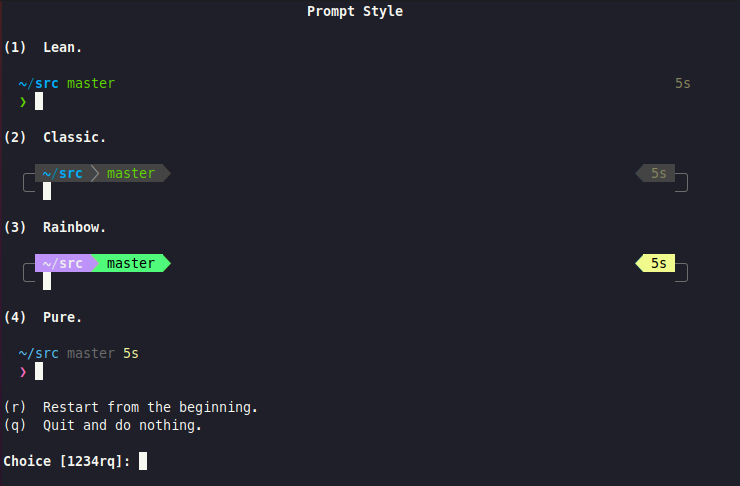 Prompt Style
(1) Lean.
~/src master 5s
❯
(2) Classic.
~/src master 5s
(3) Rainbow.
~/src master 5s
(4) Pure.
~/src master 5s
❯
(r) Restart from the beginning.
(q) Quit and do nothing.
Choice [1234rq]: